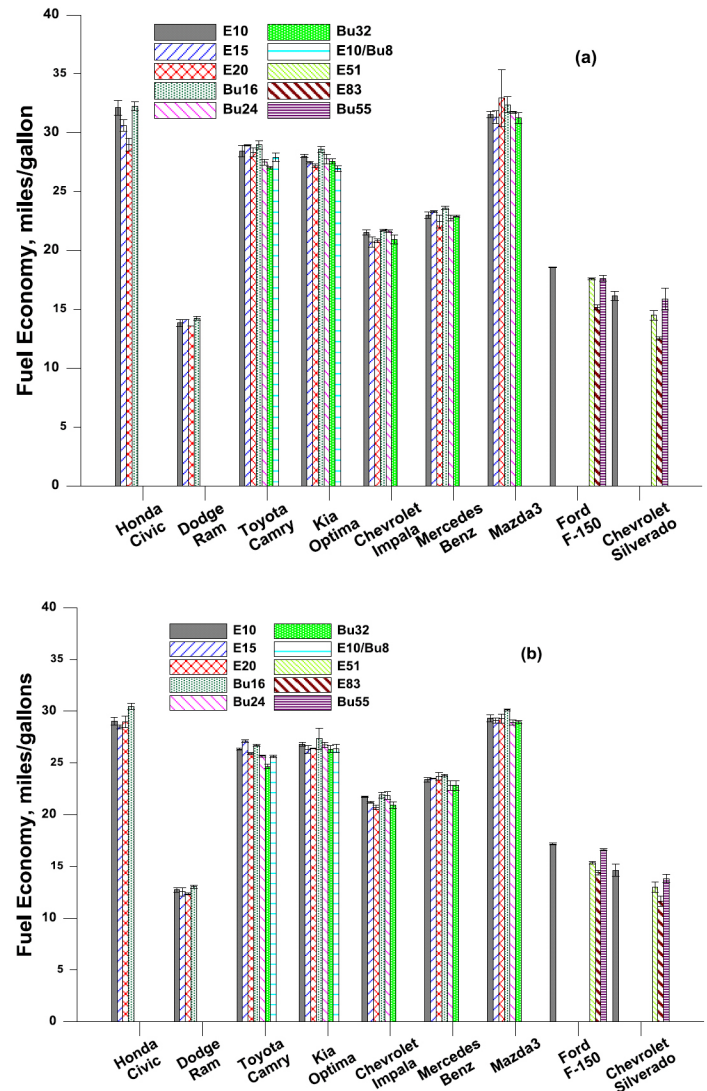 40
35
30
25
20
15
10
5
0
Fuel Economy, miles/gallon
E10
E15
E20
Bu16
Bu24
Bu32
E10/Bu8
E51
E83
Bu55
(a)
Honda
Civic
Dodge
Ram
Toyota
Camry
Kia
Optima
Chevrolet
Impala
Mercedes
Benz
Mazda3
Ford
F-150
Chevrolet
Silverado
40
35
30
25
20
15
10
5
0
Fuel Economy, miles/gallons
E10
E15
E20
Bu16
Bu24
Bu32
E10/Bu8
E51
E83
Bu55
(b)
Honda
Civic
Dodge
Ram
Toyota
Camry
Kia
Optima
Chevrolet
Impala
Mercedes
Benz
Mazda3
Ford
F-150
Chevrolet
Silverado